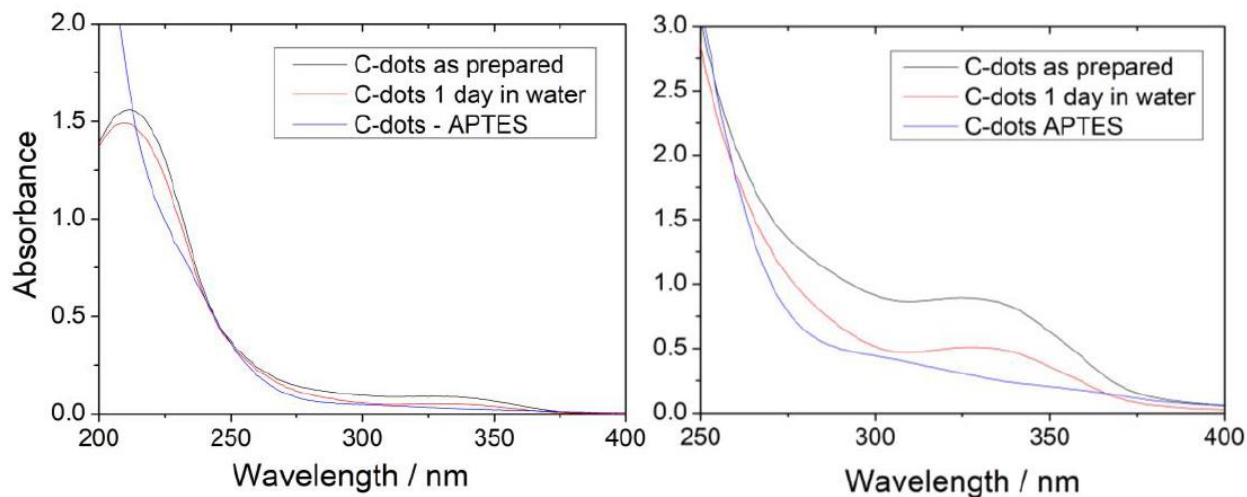 2.0
1.5
1.0
0.5
0.0
Absorbance
C-dots as prepared
C-dots 1 day in water
C-dots - APTES
200 250 300 350 400
Wavelength / nm
3.0
2.5
2.0
1.5
1.0
0.5
0.0
C-dots as prepared
C-dots 1 day in water
C-dots APTES
250 300 350 400
Wavelength / nm